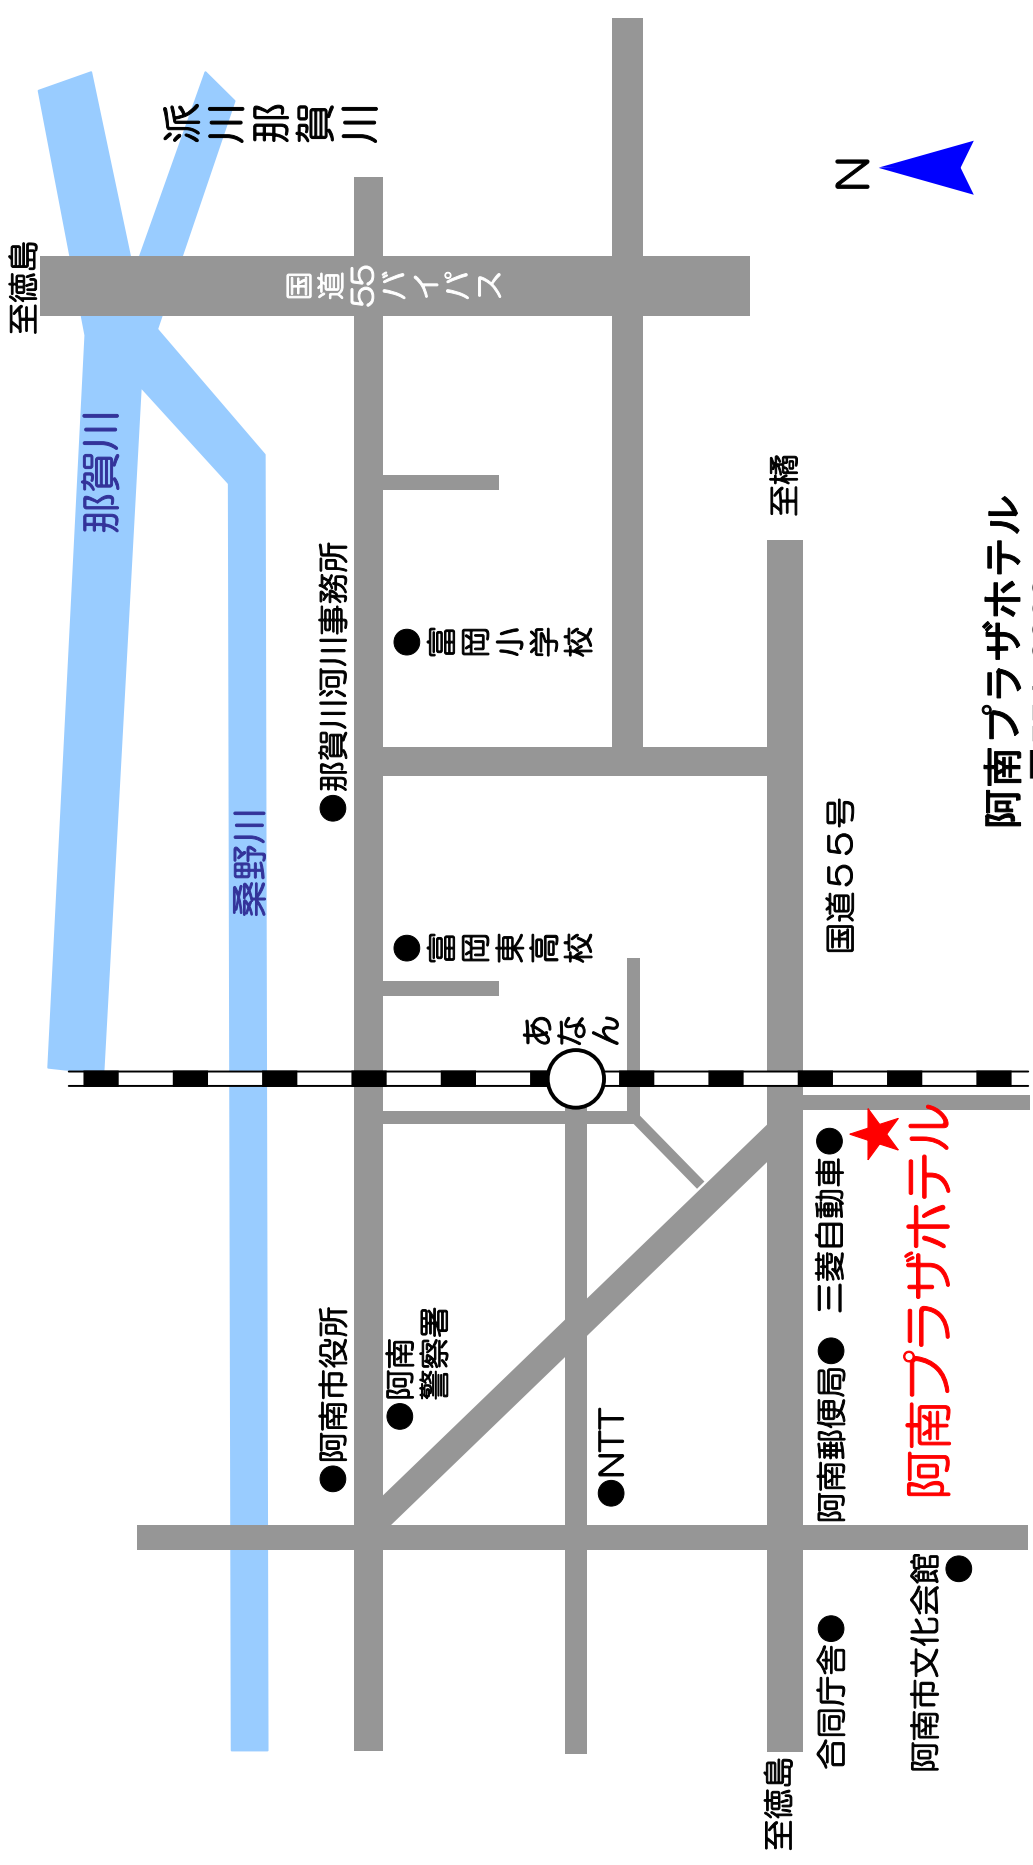 至徳島
那賀川
派川那賀川
国道55バイパス
桑野川
那賀川河川事務所
富岡小学校
富岡東高校
あなん
至橘
国道５５号
N
阿南プラザホテル
阿南市役所
阿南
警察署
NTT
三菱自動車
阿南郵便局
阿南プラザホテル
合同庁舎
阿南市文化会館
至徳島